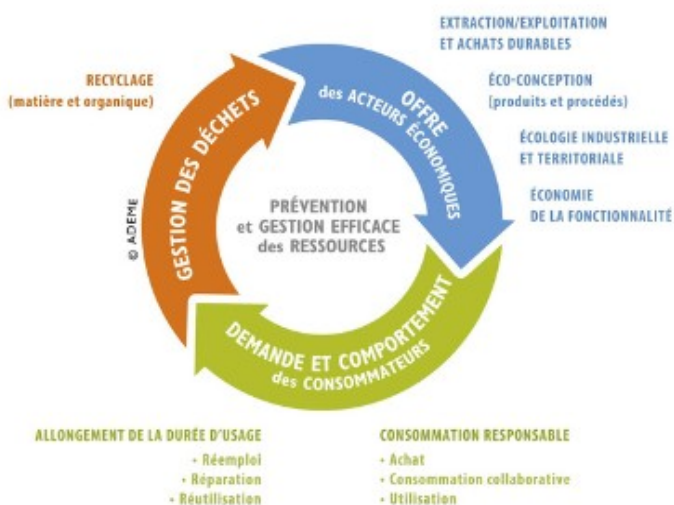 EXTRACTION/EXPLOITATION
ET ACHATS DURABLES
ÉCO-CONCEPTION
(produits et procédés)
ÉCOLOGIE INDUSTRIELLE
ET TERRITORIALE
ÉCONOMIE
DE LA FONCTIONNALITÉ
OFFRE
des ACTEURS ÉCONOMIQUES
RECYCLAGE
(matière et organique)
GESTION DES DÉCHETS
© ADEME
PRÉVENTION
et GESTION EFFICACE
des RESSOURCES
DEMANDE ET COMPORTEMENT
des CONSOMMATEURS
ALLONGEMENT DE LA DURÉE D'USAGE
• Réemploi
• Réparation
• Réutilisation
CONSOMMATION RESPONSABLE
• Achat
• Consommation collaborative
• Utilisation